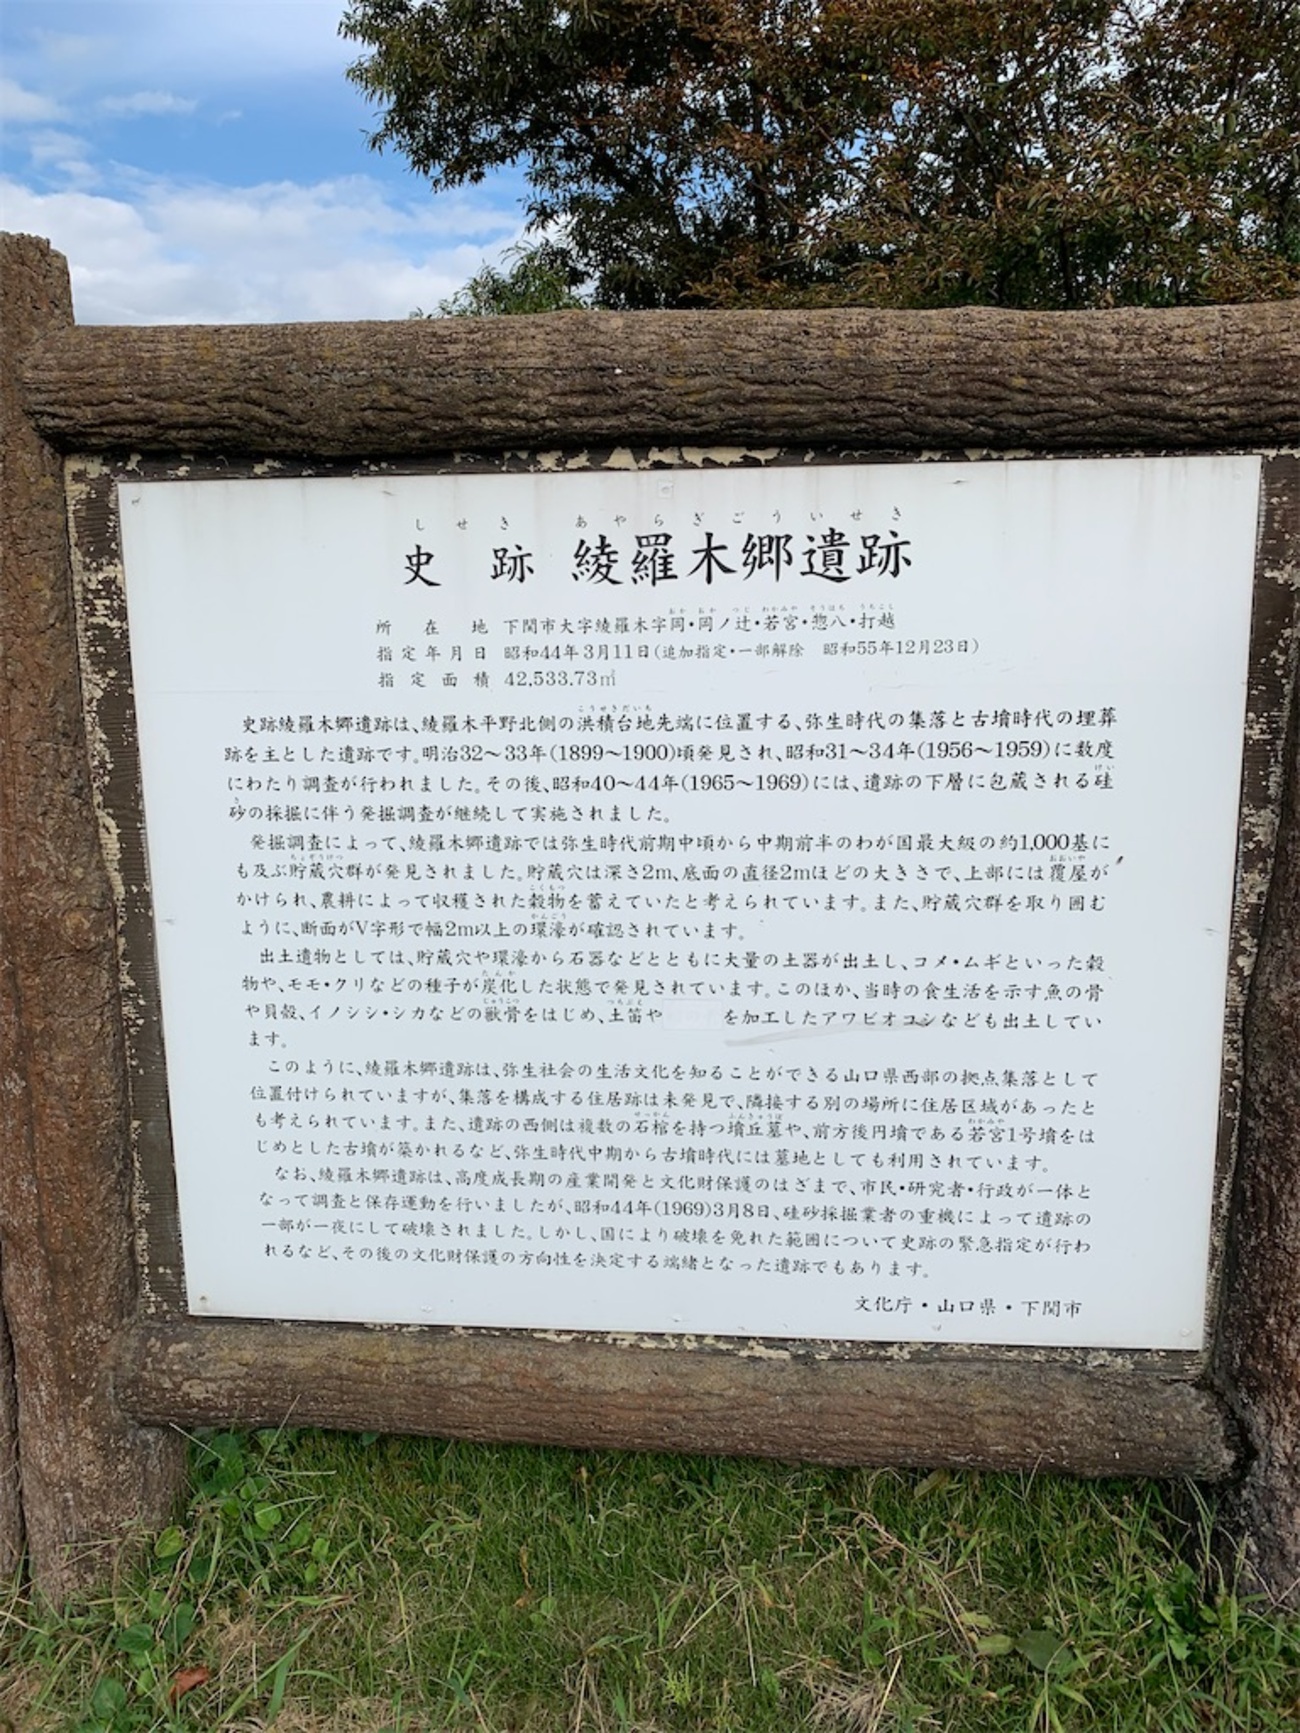 しせき　あやらぎごういせき
史跡 綾羅木郷遺跡
所在地 下関市大字綾羅木字岡・岡ノ辻・若宮・惣八・打越
指定年月日 昭和44年3月11日(追加指定・一部解除 昭和55年12月23日)
指定面積 42,533.73㎡
史跡綾羅木郷遺跡は、綾羅木平野北側の洪積台地先端に位置する、弥生時代の集落と古墳時代の埋葬
跡を主とした遺跡です。明治32～33年(1899～1900)頃発見され、昭和31～34年(1956～1959)に数度
にわたり調査が行われました。その後、昭和40～44年(1965～1969)には、遺跡の下層に包蔵される硅
砂の採掘に伴う発掘調査が継続して実施されました。
発掘調査によって、綾羅木郷遺跡では弥生時代前期中頃から中期前半のわが国最大級の約1,000基に
も及ぶ貯蔵穴群が発見されました。貯蔵穴は深さ2m、底面の直径2mほどの大きさで、上部には覆屋が
かけられ、農耕によって収穫された穀物を蓄えていたと考えられています。また、貯蔵穴群を取り囲む
ように、断面がV字形で幅2m以上の環濠が確認されています。
出土遺物としては、貯蔵穴や環濠から石器などとともに大量の土器が出土し、コメ・ムギといった穀
物や、モモ・クリなどの種子が炭化した状態で発見されています。このほか、当時の食生活を示す魚の骨
や貝殻、イノシシ・シカなどの獣骨をはじめ、土笛や を加工したアワビオコシなども出土してい
ます。
このように、綾羅木郷遺跡は、弥生社会の生活文化を知ることができる山口県西部の拠点集落として
位置付けられていますが、集落を構成する住居跡は未発見で、隣接する別の場所に住居区域があったと
も考えられています。また、遺跡の西側は複数の石棺を持つ墳丘墓や、前方後円墳である若宮1号墳をは
じめとした古墳が築かれるなど、弥生時代中期から古墳時代には墓地としても利用されています。
なお、綾羅木郷遺跡は、高度成長期の産業開発と文化財保護のはざまで、市民・研究者・行政が一体と
なって調査と保存運動を行いましたが、昭和44年(1969)3月8日、硅砂採掘業者の重機によって遺跡の
一部が一夜にして破壊されました。しかし、国により破壊を免れた範囲について史跡の緊急指定が行わ
れるなど、その後の文化財保護の方向性を決定する端緒となった遺跡でもあります。
文化庁・山口県・下関市